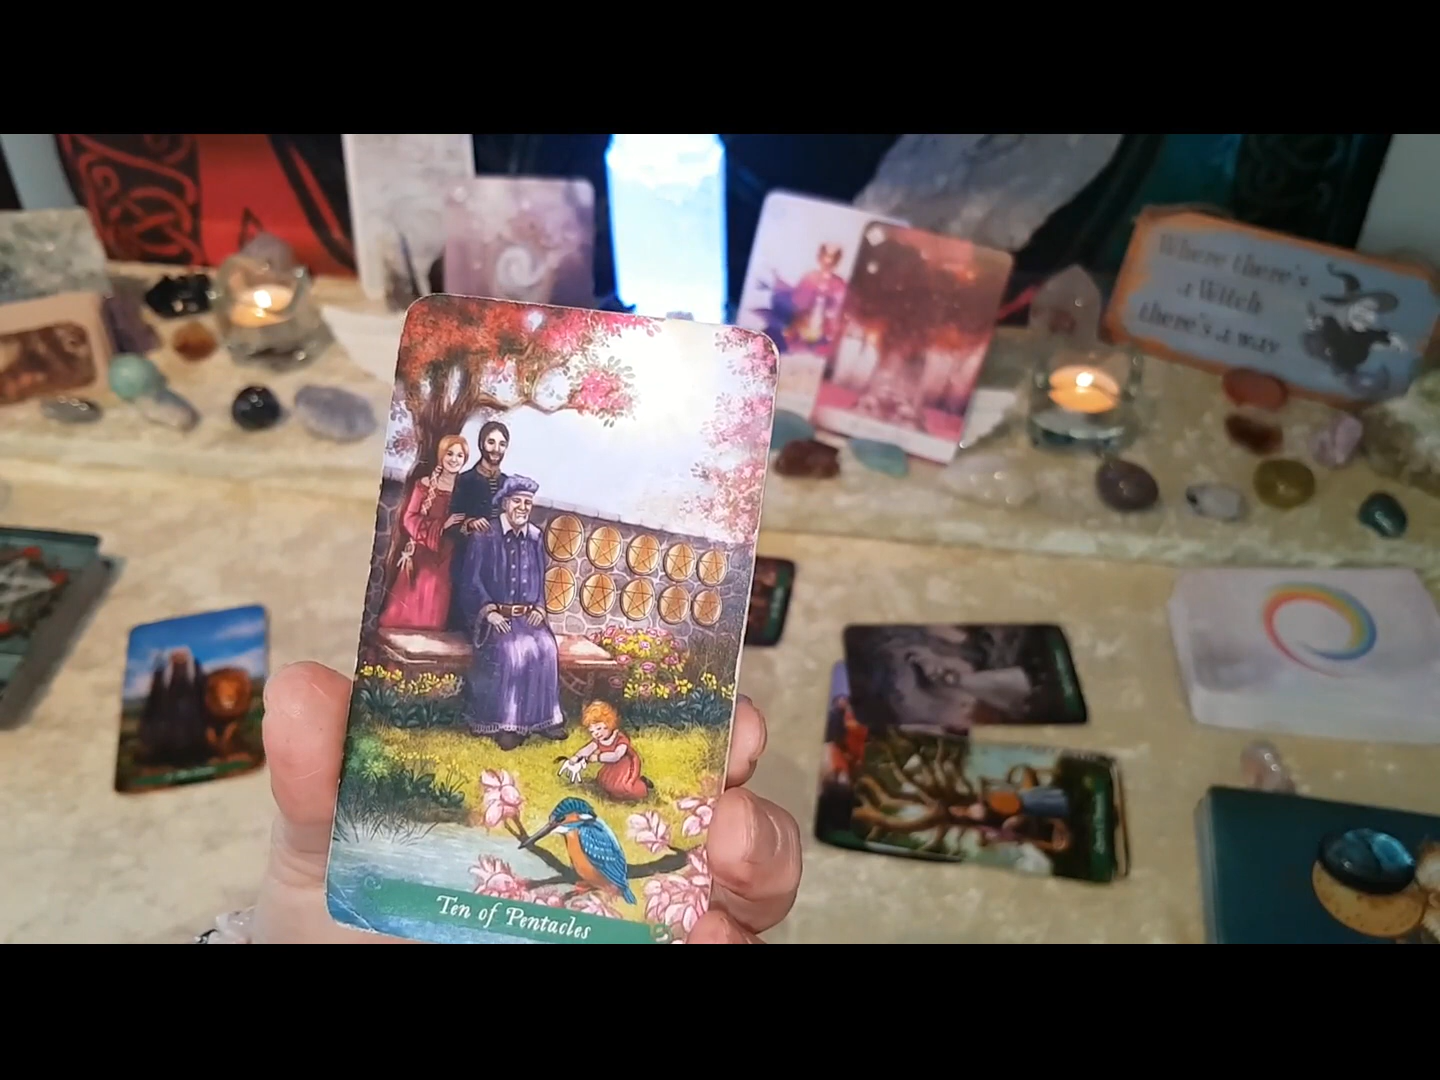 Where there's
a Witch
there's a way
Ten of Pentacles